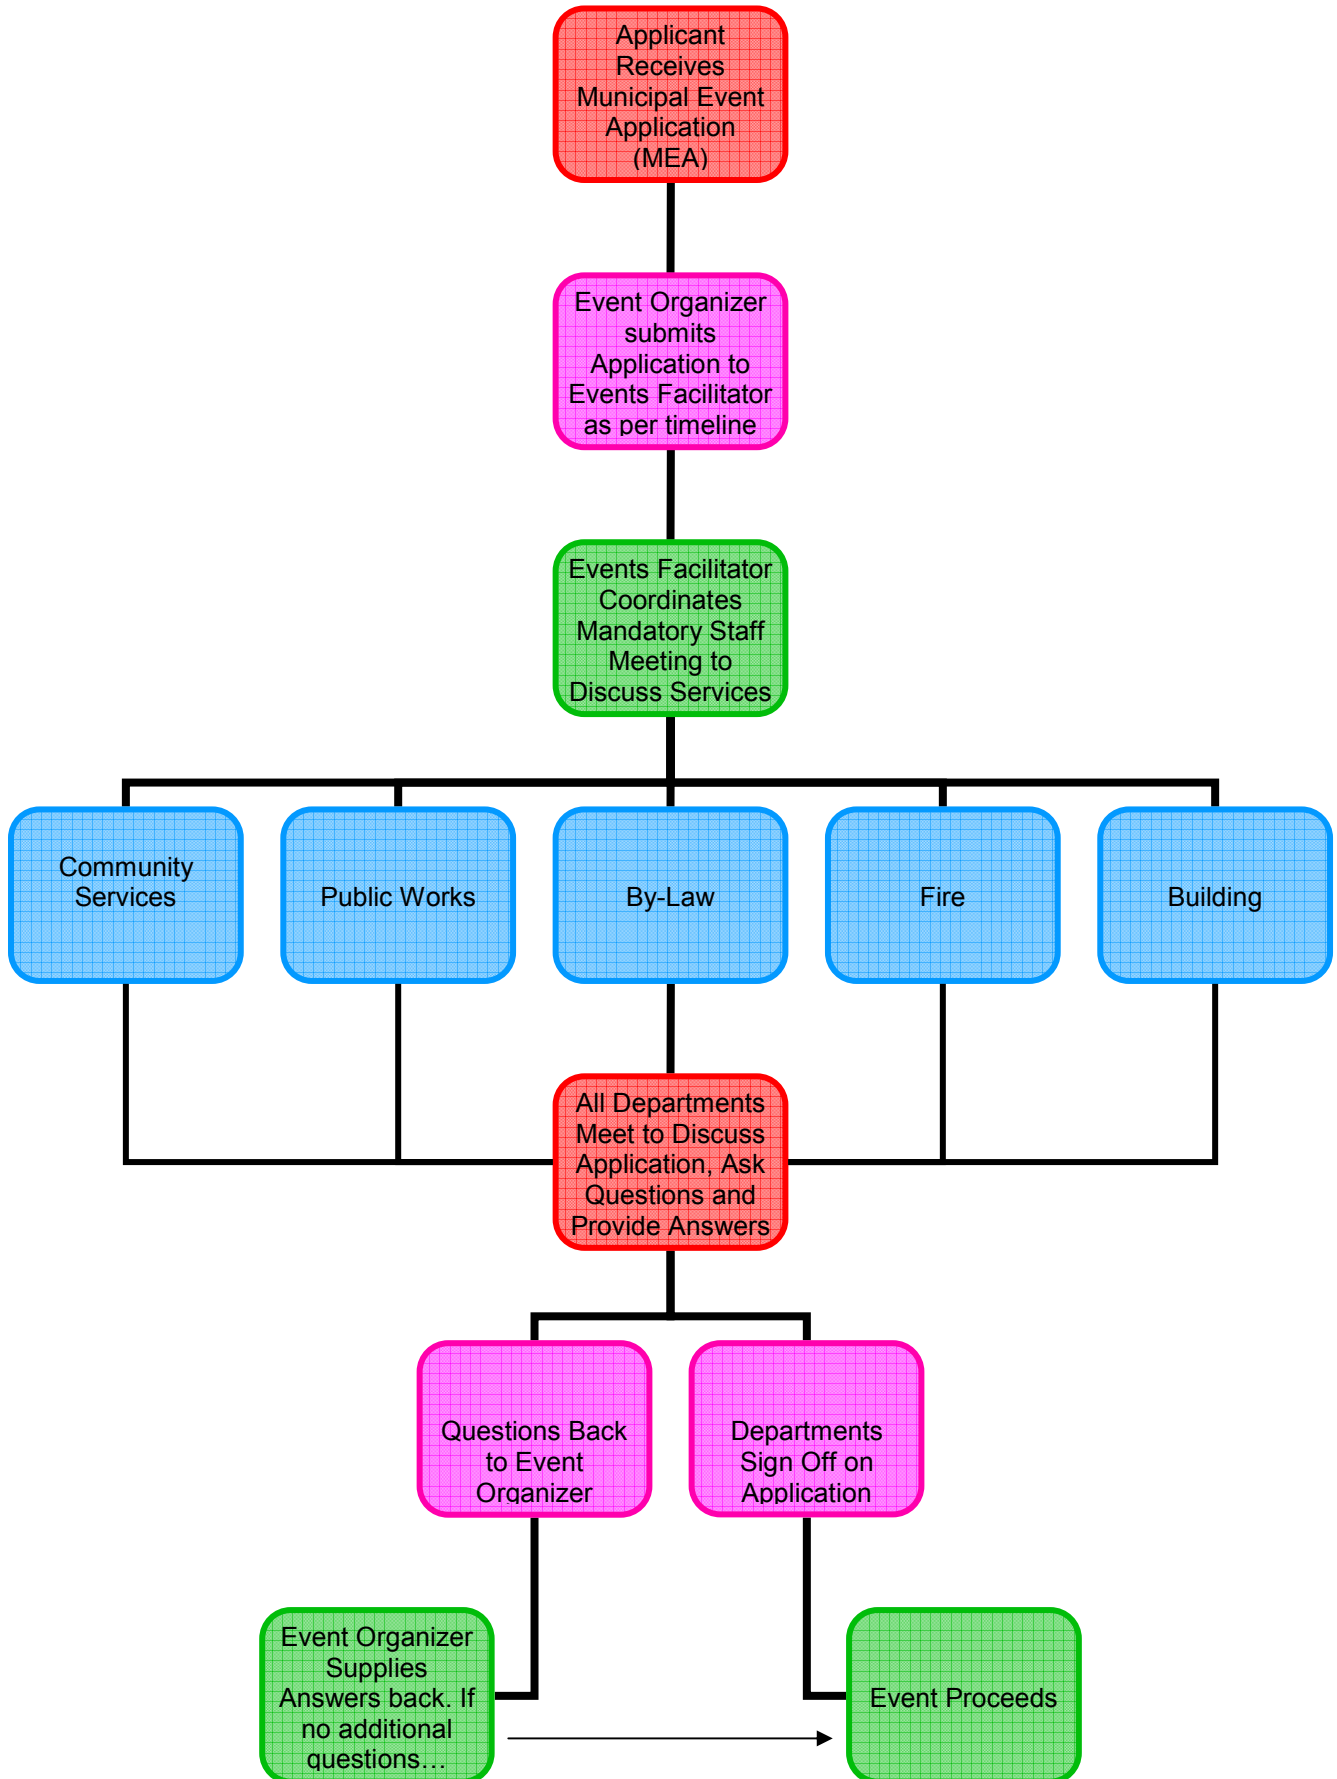 Applicant
Receives
Municipal Event
Application
(MEA)
Event Organizer
submits
Application to
Events Facilitator
as per timeline
Events Facilitator
Coordinates
Mandatory Staff
Meeting to
Discuss Services
Community
Services
Public Works
By-Law
Fire
Building
All Departments
Meet to Discuss
Application, Ask
Questions and
Provide Answers
Questions Back
to Event
Organizer
Departments
Sign Off on
Application
Event Organizer
Supplies
Answers back. If
no additional
questions…
Event Proceeds